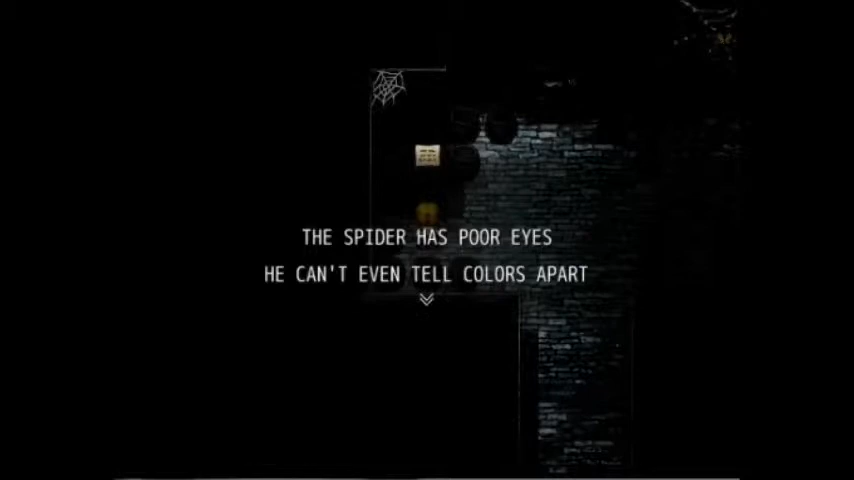 THE SPIDER HAS POOR EYES
HE CAN'T EVEN TELL COLORS APART